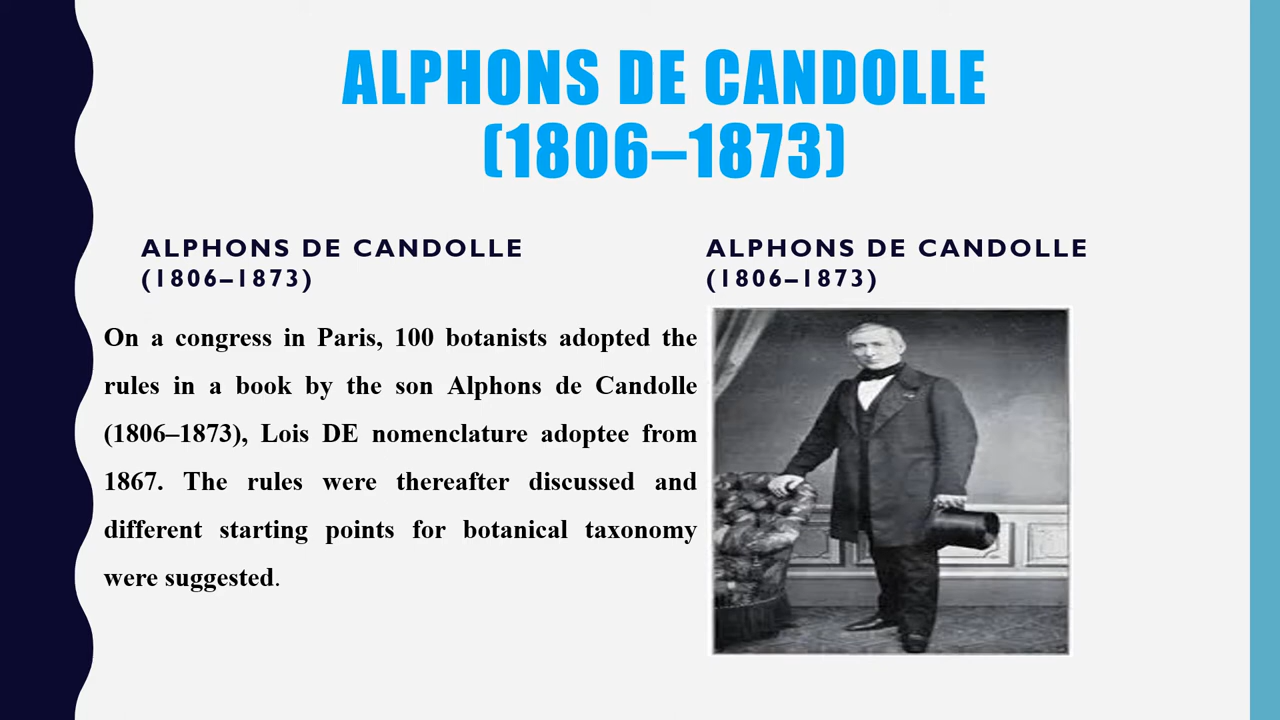 ALPHONS DE CANDOLLE
(1806–1873)
ALPHONS DE CANDOLLE
(1806–1873)
On a congress in Paris, 100 botanists adopted the
rules in a book by the son Alphons de Candolle
(1806–1873), Lois DE nomenclature adoptee from
1867. The rules were thereafter discussed and
different starting points for botanical taxonomy
were suggested.
ALPHONS DE CANDOLLE
(1806–1873)